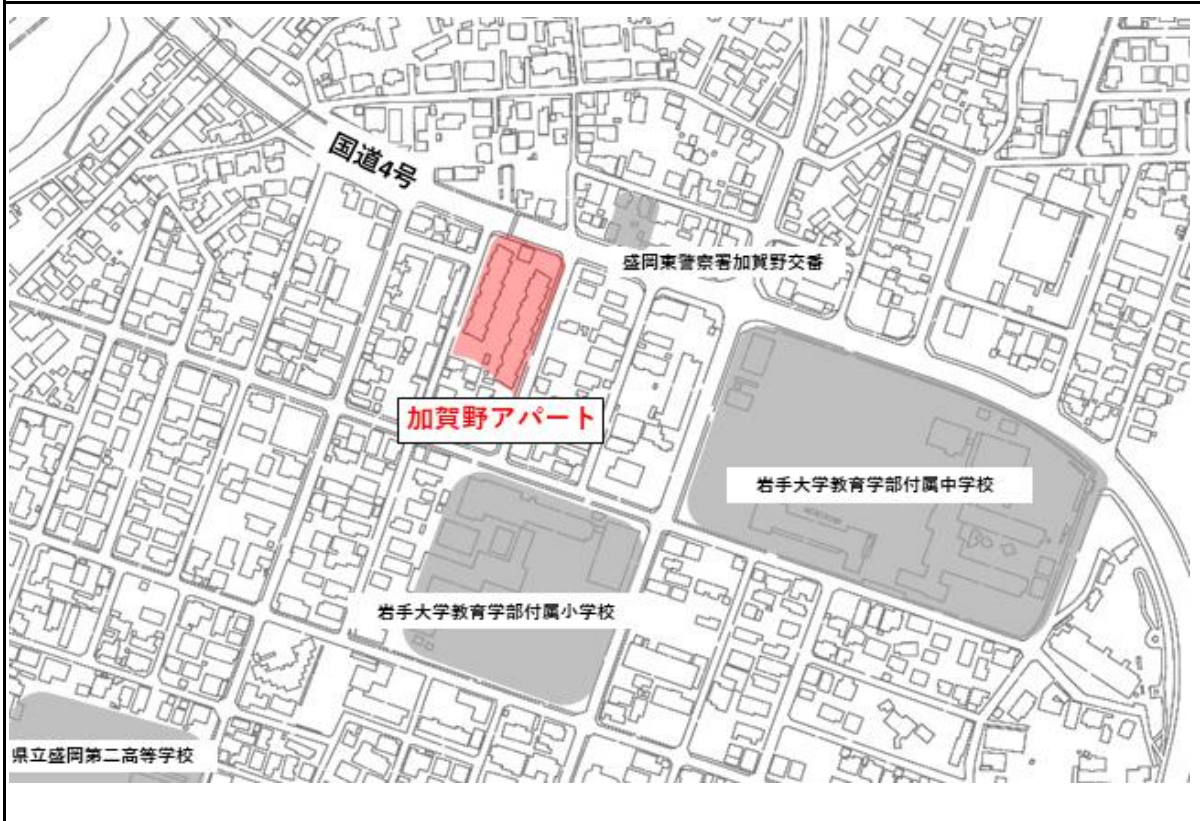 国道4号
盛岡東警察署加賀野交番
加賀野アパート
岩手大学教育学部付属中学校
岩手大学教育学部付属小学校
県立盛岡第二高等学校